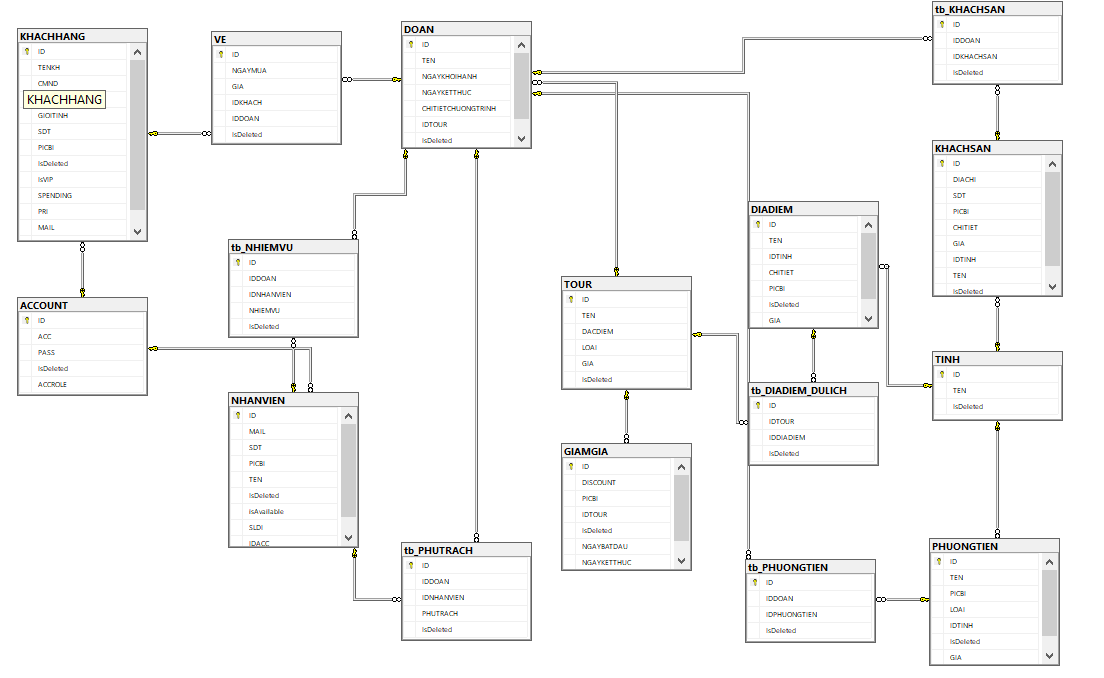 KHACHHANG
ID
TENKH
CMND
KHACHHANG
GIOITINH
SDT
PICBI
IsDeleted
IsVIP
SPENDING
PRI
MAIL
VE
ID
NGAYMUA
GIA
IDKHACH
IDDOAN
IsDeleted
DOAN
ID
TEN
NGAYKHOIHANH
NGAYKETTHUC
CHITIETCHUONGTRINH
IDTOUR
IsDeleted
tb_KHACHSAN
ID
IDDOAN
IDKHACHSAN
IsDeleted
KHACHSAN
ID
DIACHI
SDT
PICBI
CHITIET
GIA
IDTINH
TEN
IsDeleted
DIADIEM
ID
TEN
IDTINH
CHITIET
PICBI
IsDeleted
GIA
tb_NHIEMVU
ID
IDDOAN
IDNHANVIEN
NHIEMVU
IsDeleted
TOUR
ID
TEN
DACDIEM
LOAI
GIA
IsDeleted
ACCOUNT
ID
ACC
PASS
IsDeleted
ACCROLE
TINH
ID
TEN
IsDeleted
tb_DIADIEM_DULICH
ID
IDTOUR
IDDIADIEM
IsDeleted
NHANVIEN
ID
MAIL
SDT
PICBI
TEN
IsDeleted
IsAvailable
SLDI
IDACC
GIAMGIA
ID
DISCOUNT
PICBI
IDTOUR
IsDeleted
NGAYBATDAU
NGAYKETTHUC
tb_PHUTRACH
ID
IDDOAN
IDNHANVIEN
PHUTRACH
IsDeleted
tb_PHUONGTIEN
ID
IDDOAN
IDPHUONGTIEN
IsDeleted
PHUONGTIEN
ID
TEN
PICBI
LOAI
IDTINH
IsDeleted
GIA